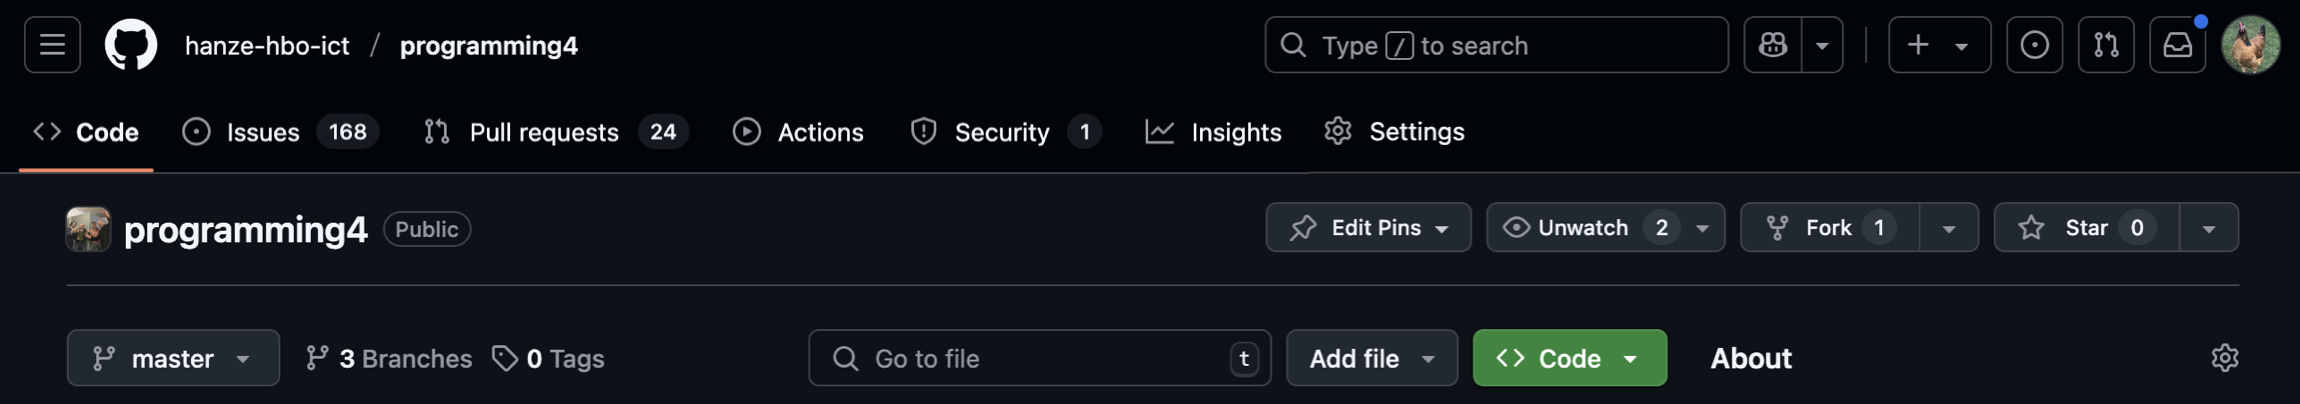 hanze-hbo-ict / programming4
Type / to search
Code Issues 168 Pull requests 24 Actions Security 1 Insights Settings
programming4 Public
Edit Pins Unwatch 2 Fork 1 Star 0
master 3 Branches 0 Tags
Go to file t Add file Code About